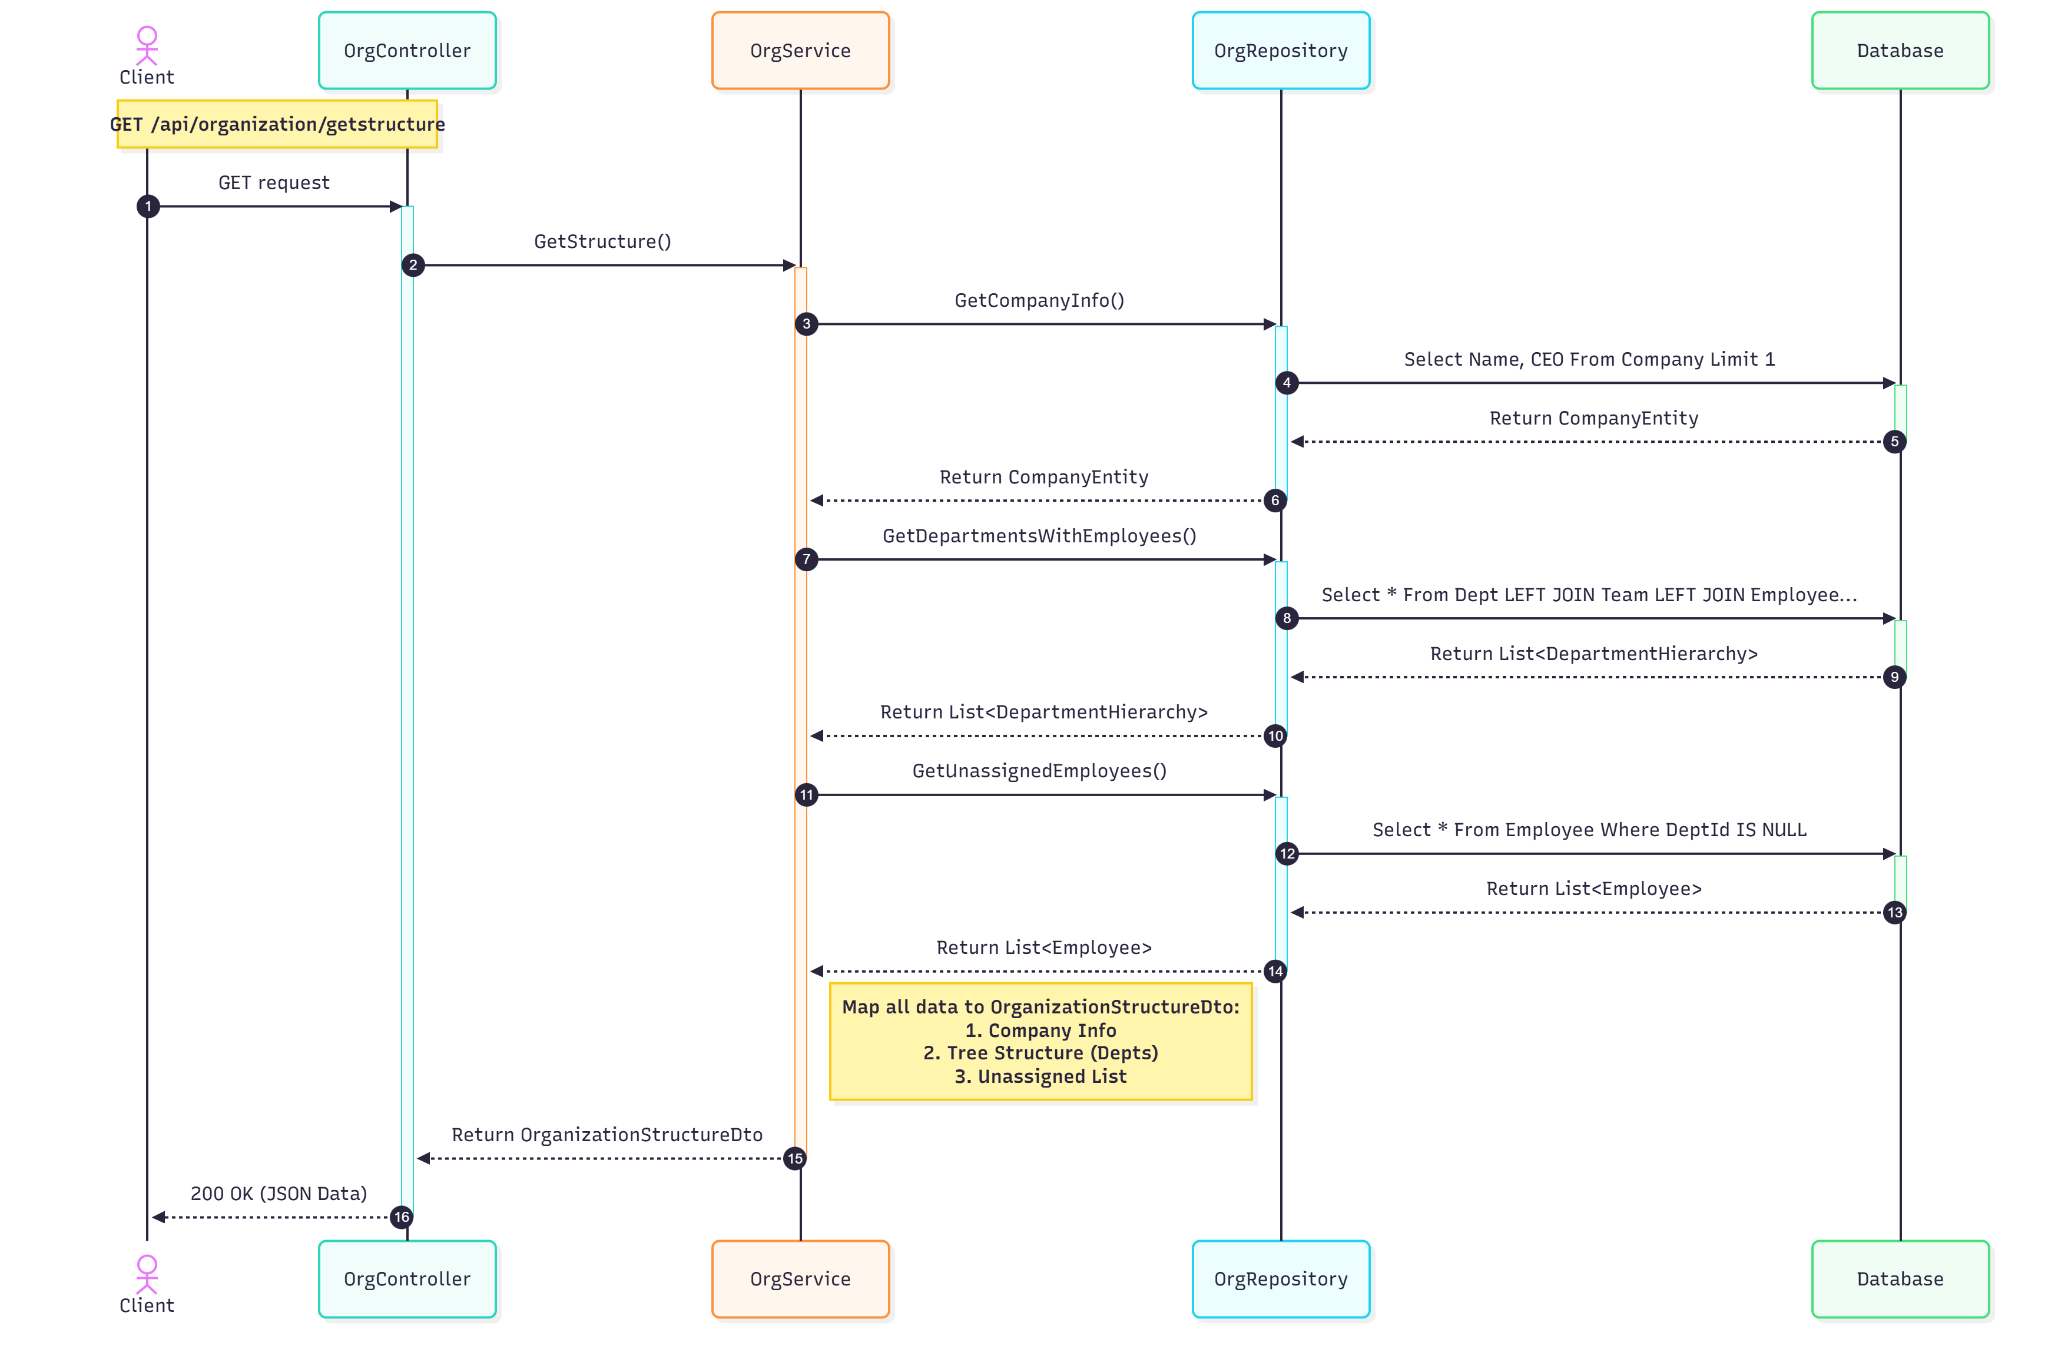 Client
OrgController
OrgService
OrgRepository
Database
GET /api/organization/getstructure
GET request
1
GetStructure()
2
GetCompanyInfo()
3
Select Name, CEO From Company Limit 1
4
Return CompanyEntity
5
Return CompanyEntity
6
GetDepartmentsWithEmployees()
7
Select * From Dept LEFT JOIN Team LEFT JOIN Employee...
8
Return List<DepartmentHierarchy>
9
Return List<DepartmentHierarchy>
10
GetUnassignedEmployees()
11
Select * From Employee Where DeptId IS NULL
12
Return List<Employee>
13
Return List<Employee>
14
Map all data to OrganizationStructureDto:
1. Company Info
2. Tree Structure (Depts)
3. Unassigned List
Return OrganizationStructureDto
15
200 OK (JSON Data)
16
Client
OrgController
OrgService
OrgRepository
Database